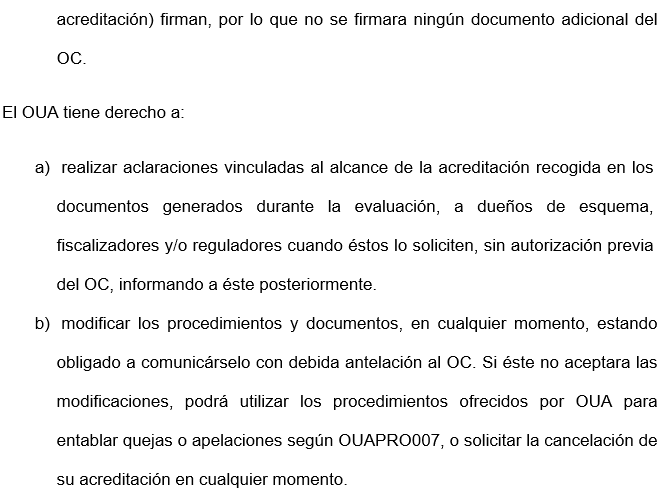 acreditación) firman, por lo que no se firmara ningún documento adicional del
OC.
El OUA tiene derecho a:
a) realizar aclaraciones vinculadas al alcance de la acreditación recogida en los
documentos generados durante la evaluación, a dueños de esquema,
fiscalizadores y/o reguladores cuando éstos lo soliciten, sin autorización previa
del OC, informando a éste posteriormente.
b) modificar los procedimientos y documentos, en cualquier momento, estando
obligado a comunicárselo con debida antelación al OC. Si éste no aceptara las
modificaciones, podrá utilizar los procedimientos ofrecidos por OUA para
entablar quejas o apelaciones según OUAPRO007, o solicitar la cancelación de
su acreditación en cualquier momento.